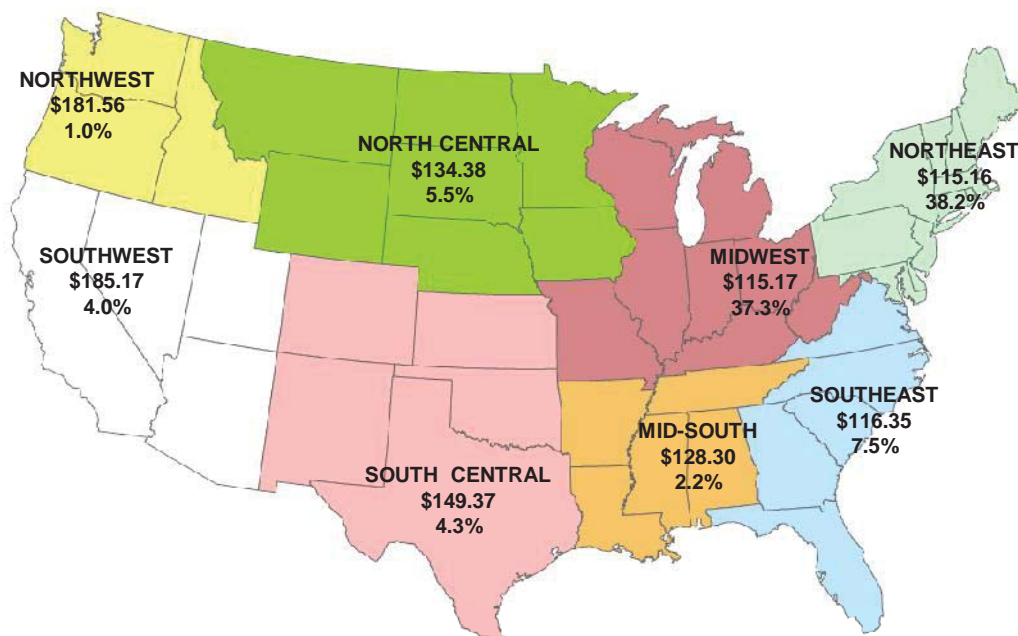 NORTHWEST
$181.56
1.0%
NORTH CENTRAL
$134.38
5.5%
NORTHEAST
$115.16
38.2%
SOUTHWEST
$185.17
4.0%
MIDWEST
$115.17
37.3%
SOUTHEAST
$116.35
7.5%
MID-SOUTH
$128.30
2.2%
SOUTH CENTRAL
$149.37
4.3%